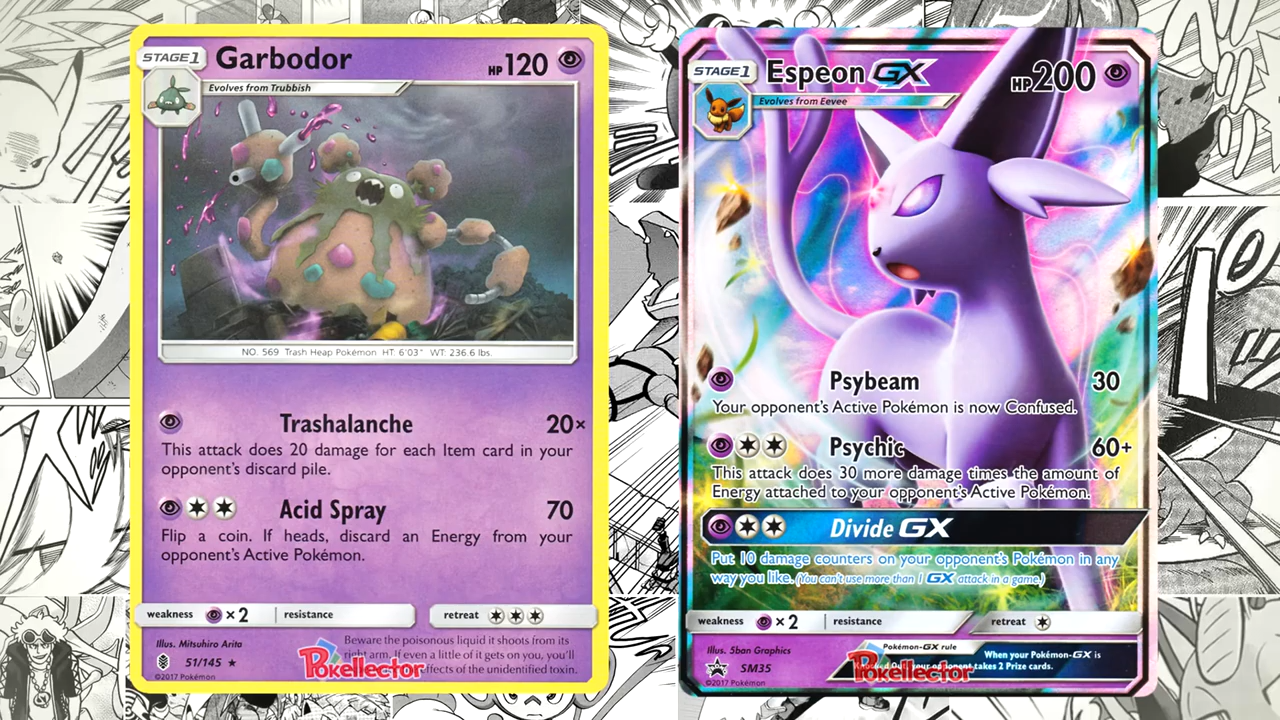 STAGE 1 Garbodor HP 120
Evolves from Trubbish
NO. 569 Trash Heap Pokémon HT: 6'03" WT: 236.6 lbs.
Trashalanche 20×
This attack does 20 damage for each Item card in your
opponent's discard pile.
Acid Spray 70
Flip a coin. If heads, discard an Energy from your
opponent's Active Pokémon.
weakness ×2 resistance retreat
Illus. Mitsuhiro Arita
51/145 ★
©2017 Pokémon
Beware the poisonous liquid it shoots from its
right arm. If even a little of it gets on you, you'll
effects of the unidentified toxin.
Pokellector
STAGE 1 Espeon GX HP 200
Evolves from Eevee
Psybeam 30
Your opponent's Active Pokémon is now Confused.
Psychic 60+
This attack does 30 more damage times the amount of
Energy attached to your opponent's Active Pokémon.
Divide GX
Put 10 damage counters on your opponent's Pokémon in any
way you like. (You can't use more than 1 GX attack in a game.)
weakness ×2 resistance retreat
Illus. 5ban Graphics
SM35
©2017 Pokémon
Pokémon-GX rule When your Pokémon-GX is
Out, your opponent takes 2 Prize cards.
Pokellector